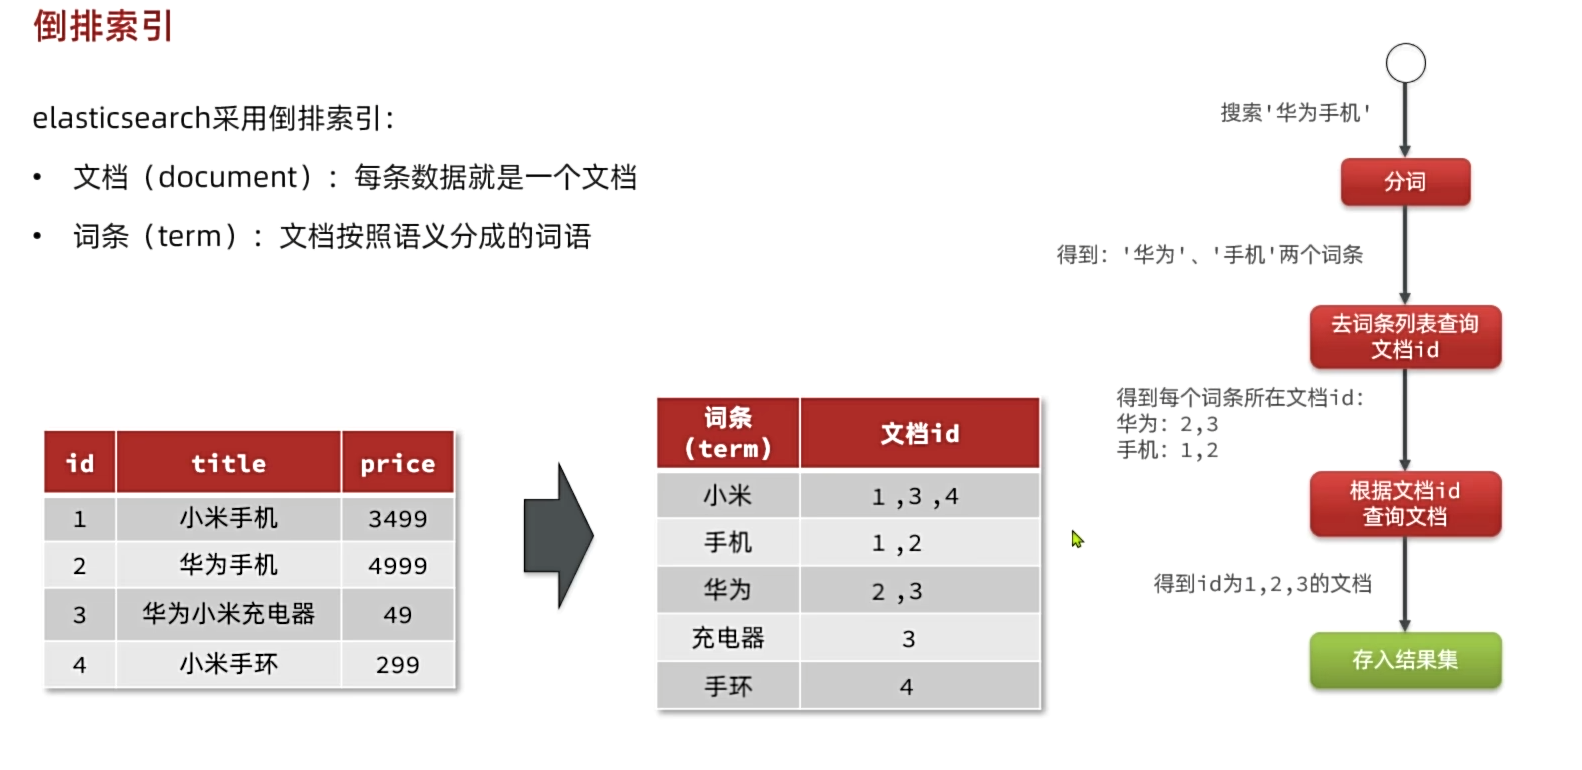 倒排索引
elasticsearch采用倒排索引：
• 文档（document）：每条数据就是一个文档
• 词条（term）：文档按照语义分成的词语
id title price
1 小米手机 3499
2 华为手机 4999
3 华为小米充电器 49
4 小米手环 299
词条
(term) 文档id
小米 1 ,3 ,4
手机 1 ,2
华为 2 ,3
充电器 3
手环 4
搜索'华为手机'
分词
得到：'华为'、'手机'两个词条
去词条列表查询
文档id
得到每个词条所在文档id：
华为：2,3
手机：1,2
根据文档id
查询文档
得到id为1,2,3的文档
存入结果集